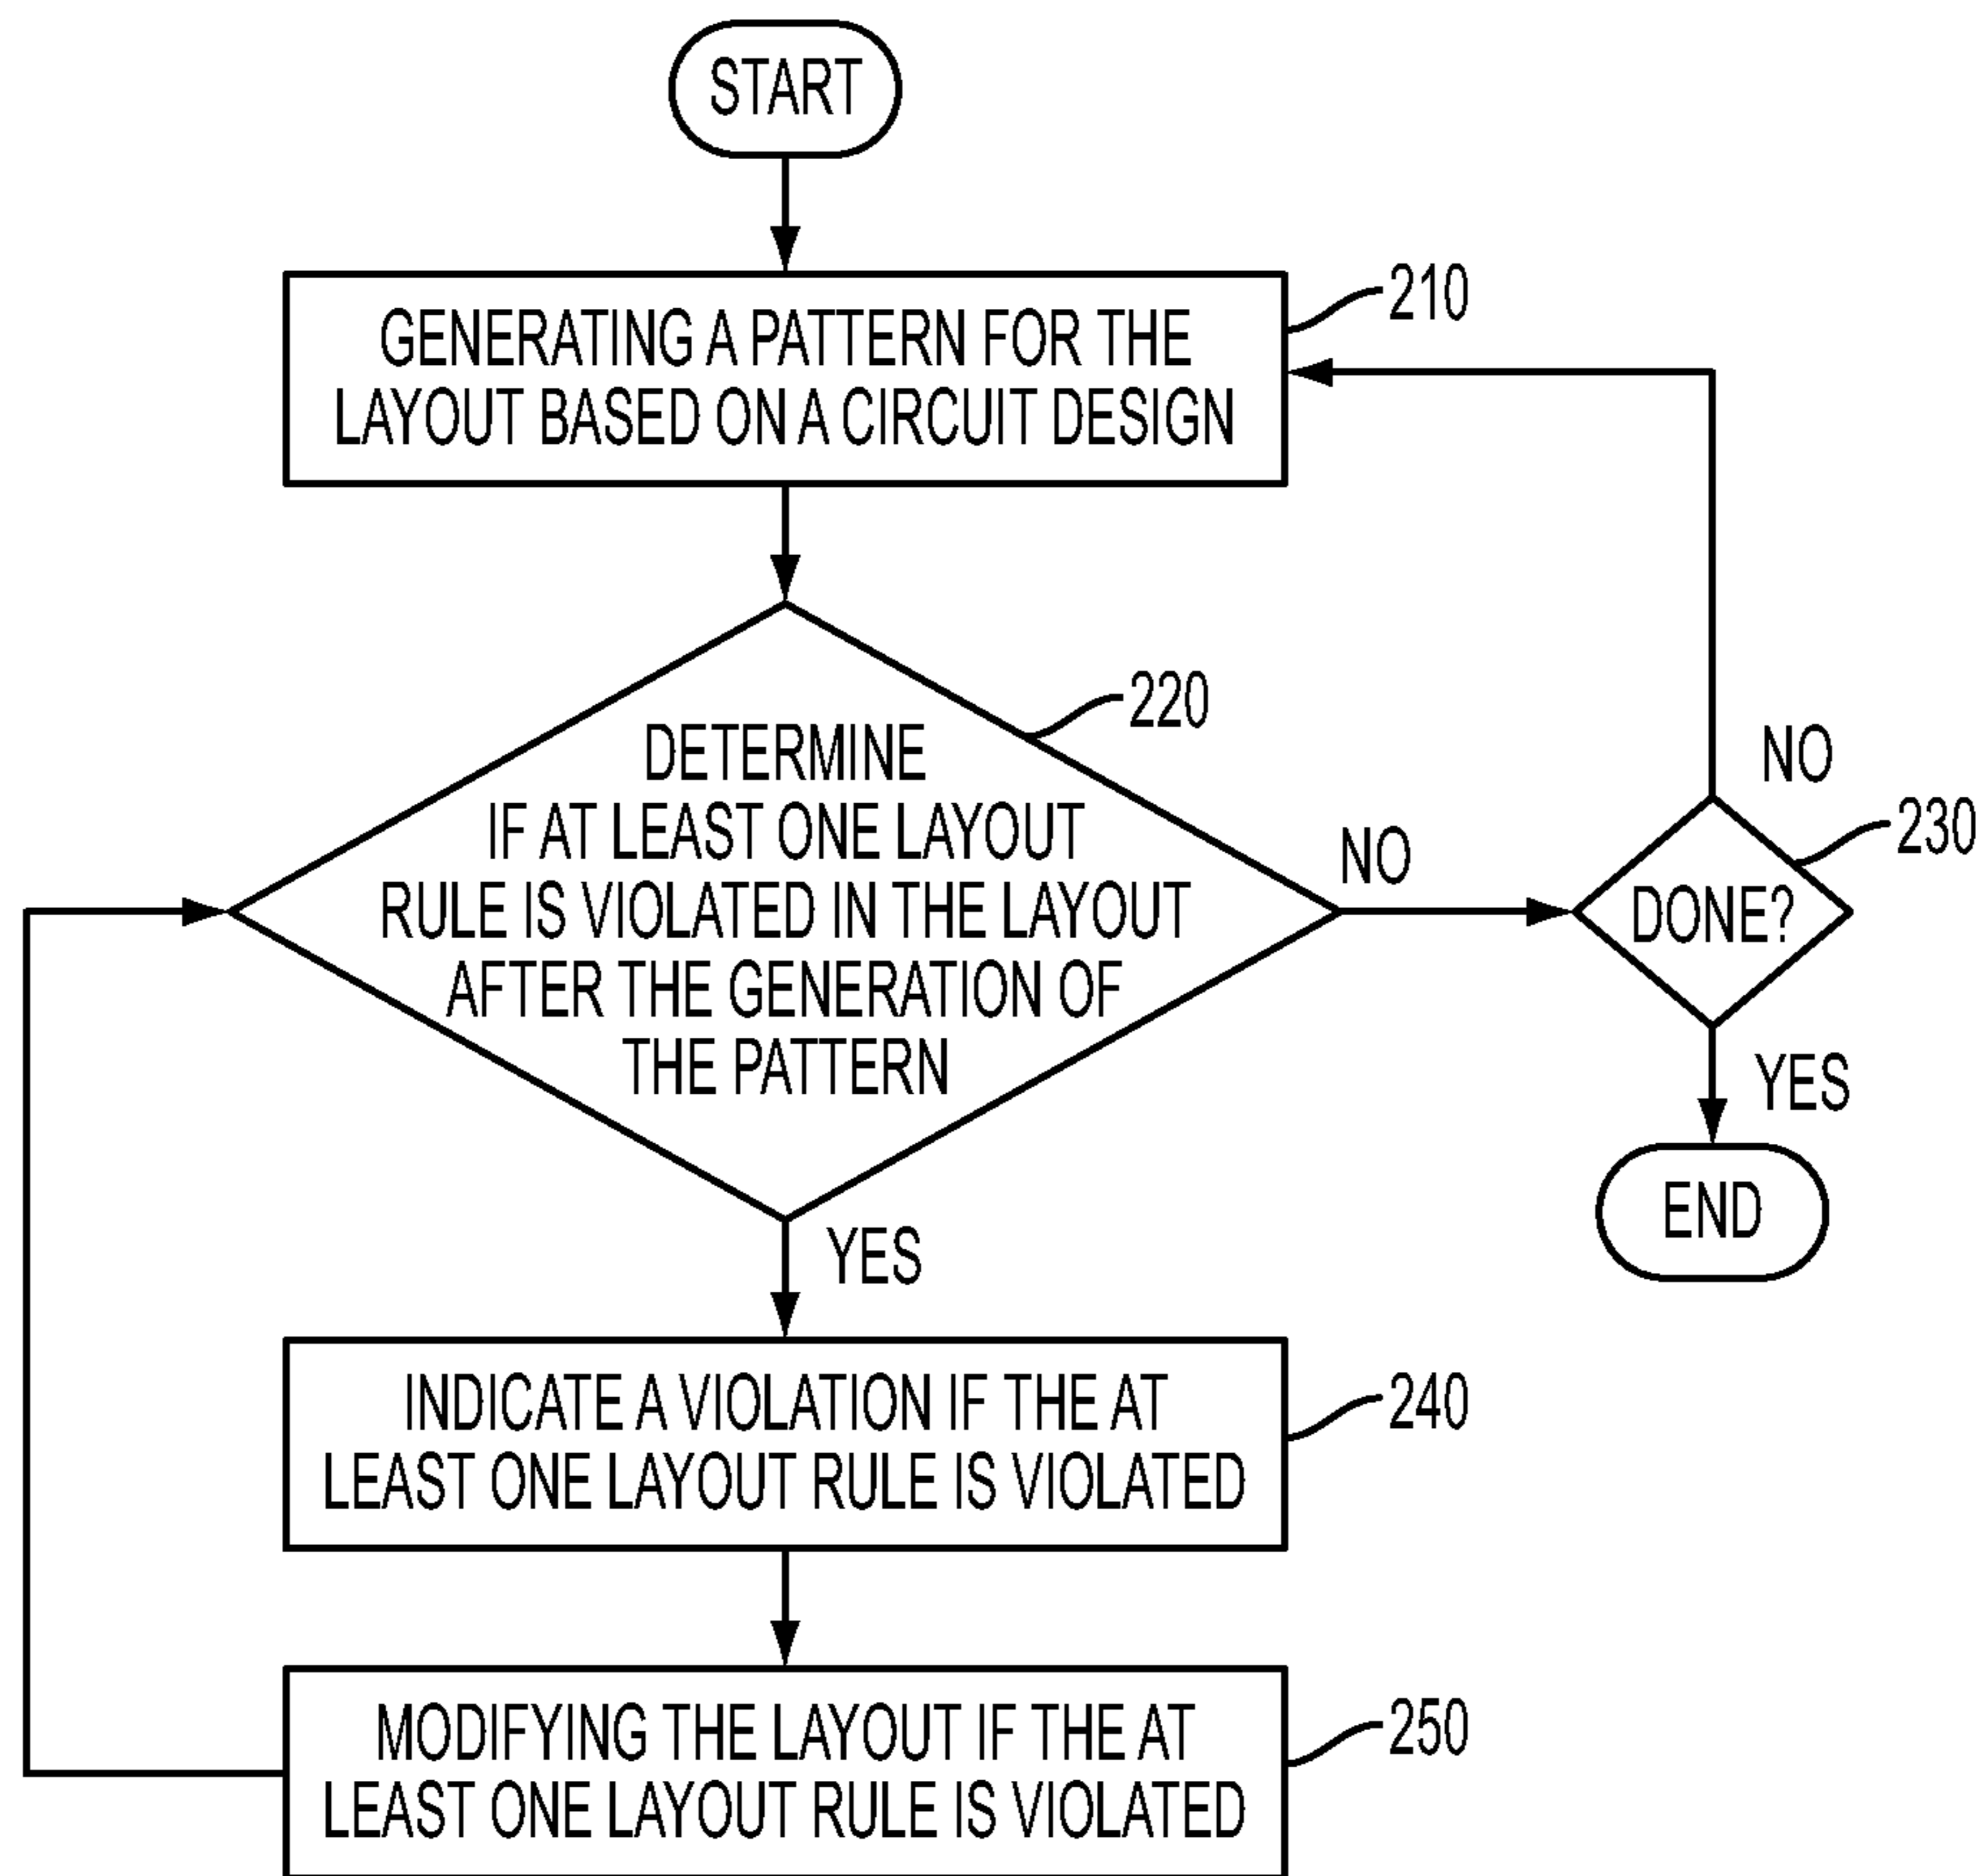 START
210
GENERATING A PATTERN FOR THE
LAYOUT BASED ON A CIRCUIT DESIGN
220
DETERMINE
IF AT LEAST ONE LAYOUT
RULE IS VIOLATED IN THE LAYOUT
AFTER THE GENERATION OF
THE PATTERN
NO
NO
230
DONE?
YES
END
YES
240
INDICATE A VIOLATION IF THE AT
LEAST ONE LAYOUT RULE IS VIOLATED
250
MODIFYING THE LAYOUT IF THE AT
LEAST ONE LAYOUT RULE IS VIOLATED